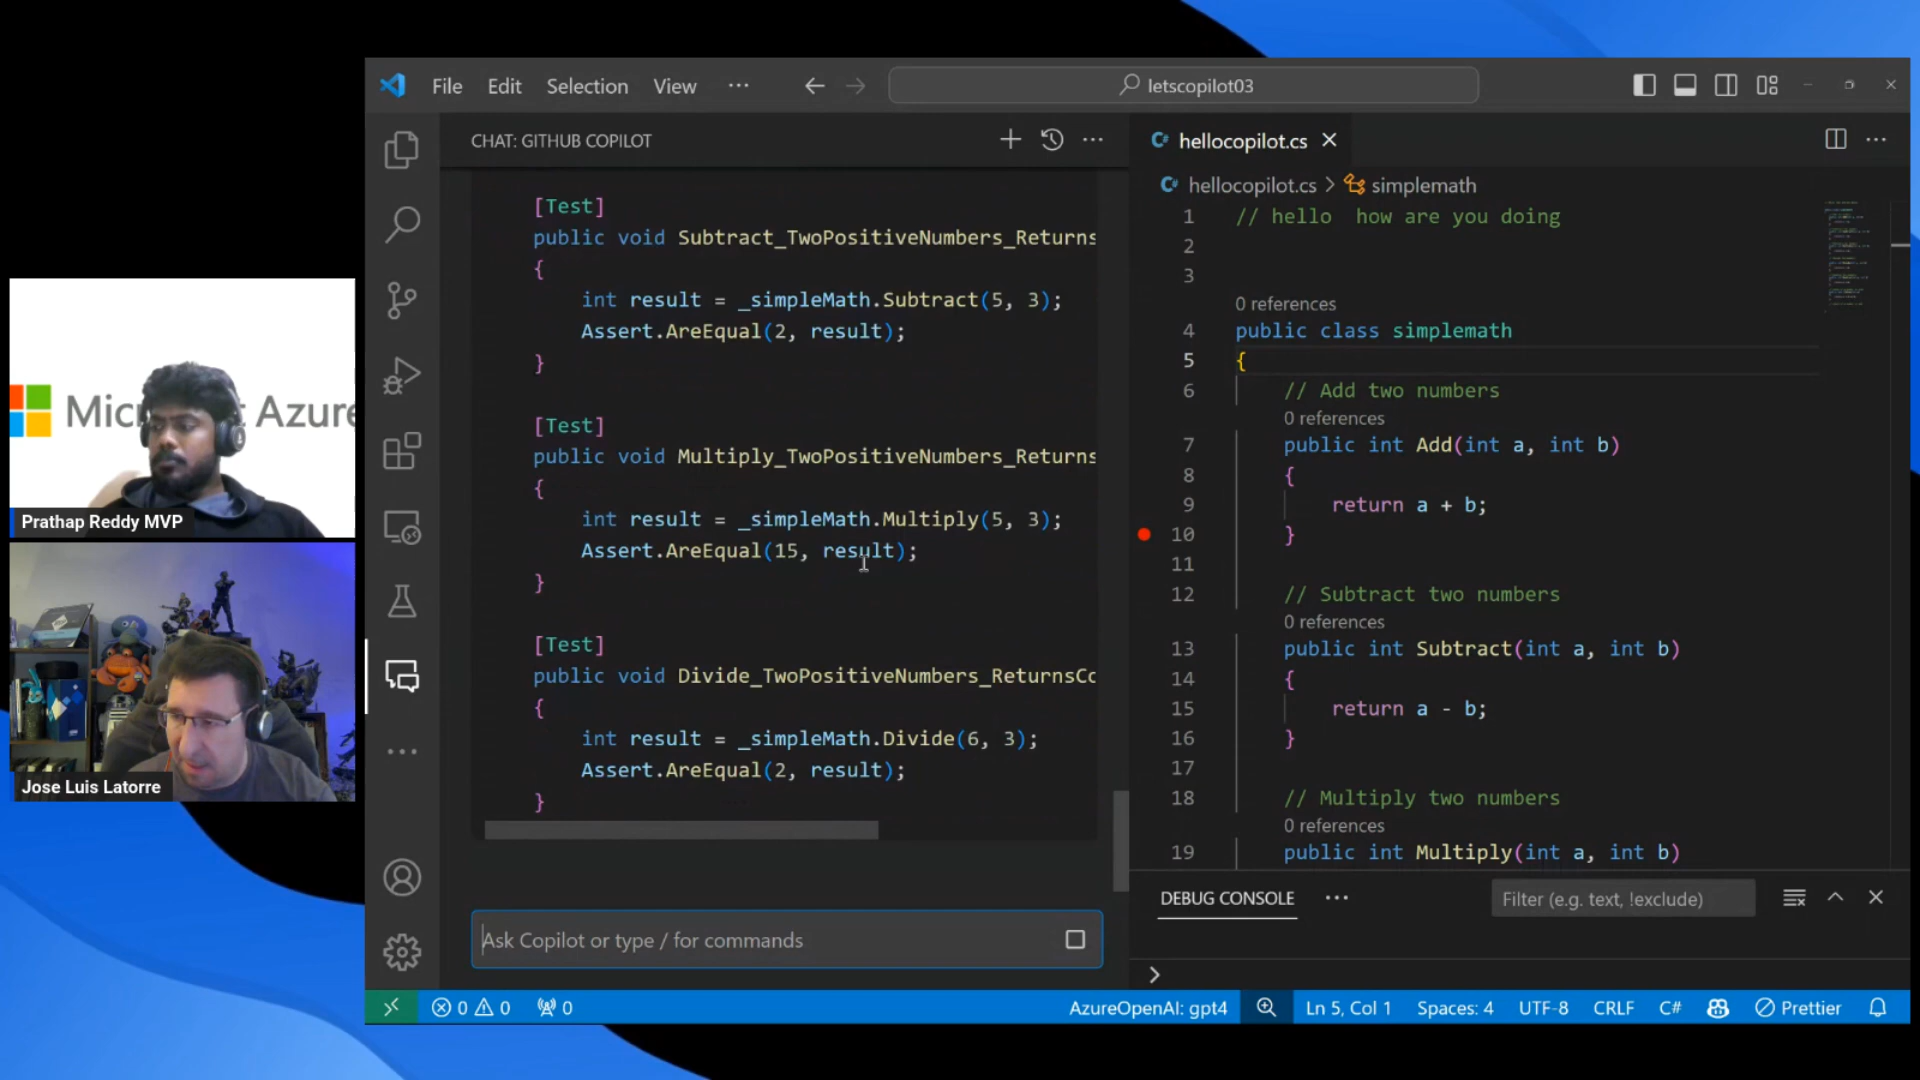 File Edit Selection View ···
letscopilot03
CHAT: GITHUB COPILOT
[Test]
public void Subtract_TwoPositiveNumbers_Returns
{
int result = _simpleMath.Subtract(5, 3);
Assert.AreEqual(2, result);
}
[Test]
public void Multiply_TwoPositiveNumbers_Returns
{
int result = _simpleMath.Multiply(5, 3);
Assert.AreEqual(15, result);
}
[Test]
public void Divide_TwoPositiveNumbers_ReturnsCo
{
int result = _simpleMath.Divide(6, 3);
Assert.AreEqual(2, result);
}
Ask Copilot or type / for commands
C# hellocopilot.cs
C# hellocopilot.cs > simplemath
1 // hello  how are you doing
2
3
0 references
4 public class simplemath
5 {
6 // Add two numbers
0 references
7 public int Add(int a, int b)
8 {
9 return a + b;
10 }
11
12 // Subtract two numbers
0 references
13 public int Subtract(int a, int b)
14 {
15 return a - b;
16 }
17
18 // Multiply two numbers
0 references
19 public int Multiply(int a, int b)
DEBUG CONSOLE ···
Filter (e.g. text, !exclude)
>
0 0 0
AzureOpenAI: gpt4
Ln 5, Col 1 Spaces: 4 UTF-8 CRLF C# Prettier
Azure
Prathap Reddy MVP
Jose Luis Latorre